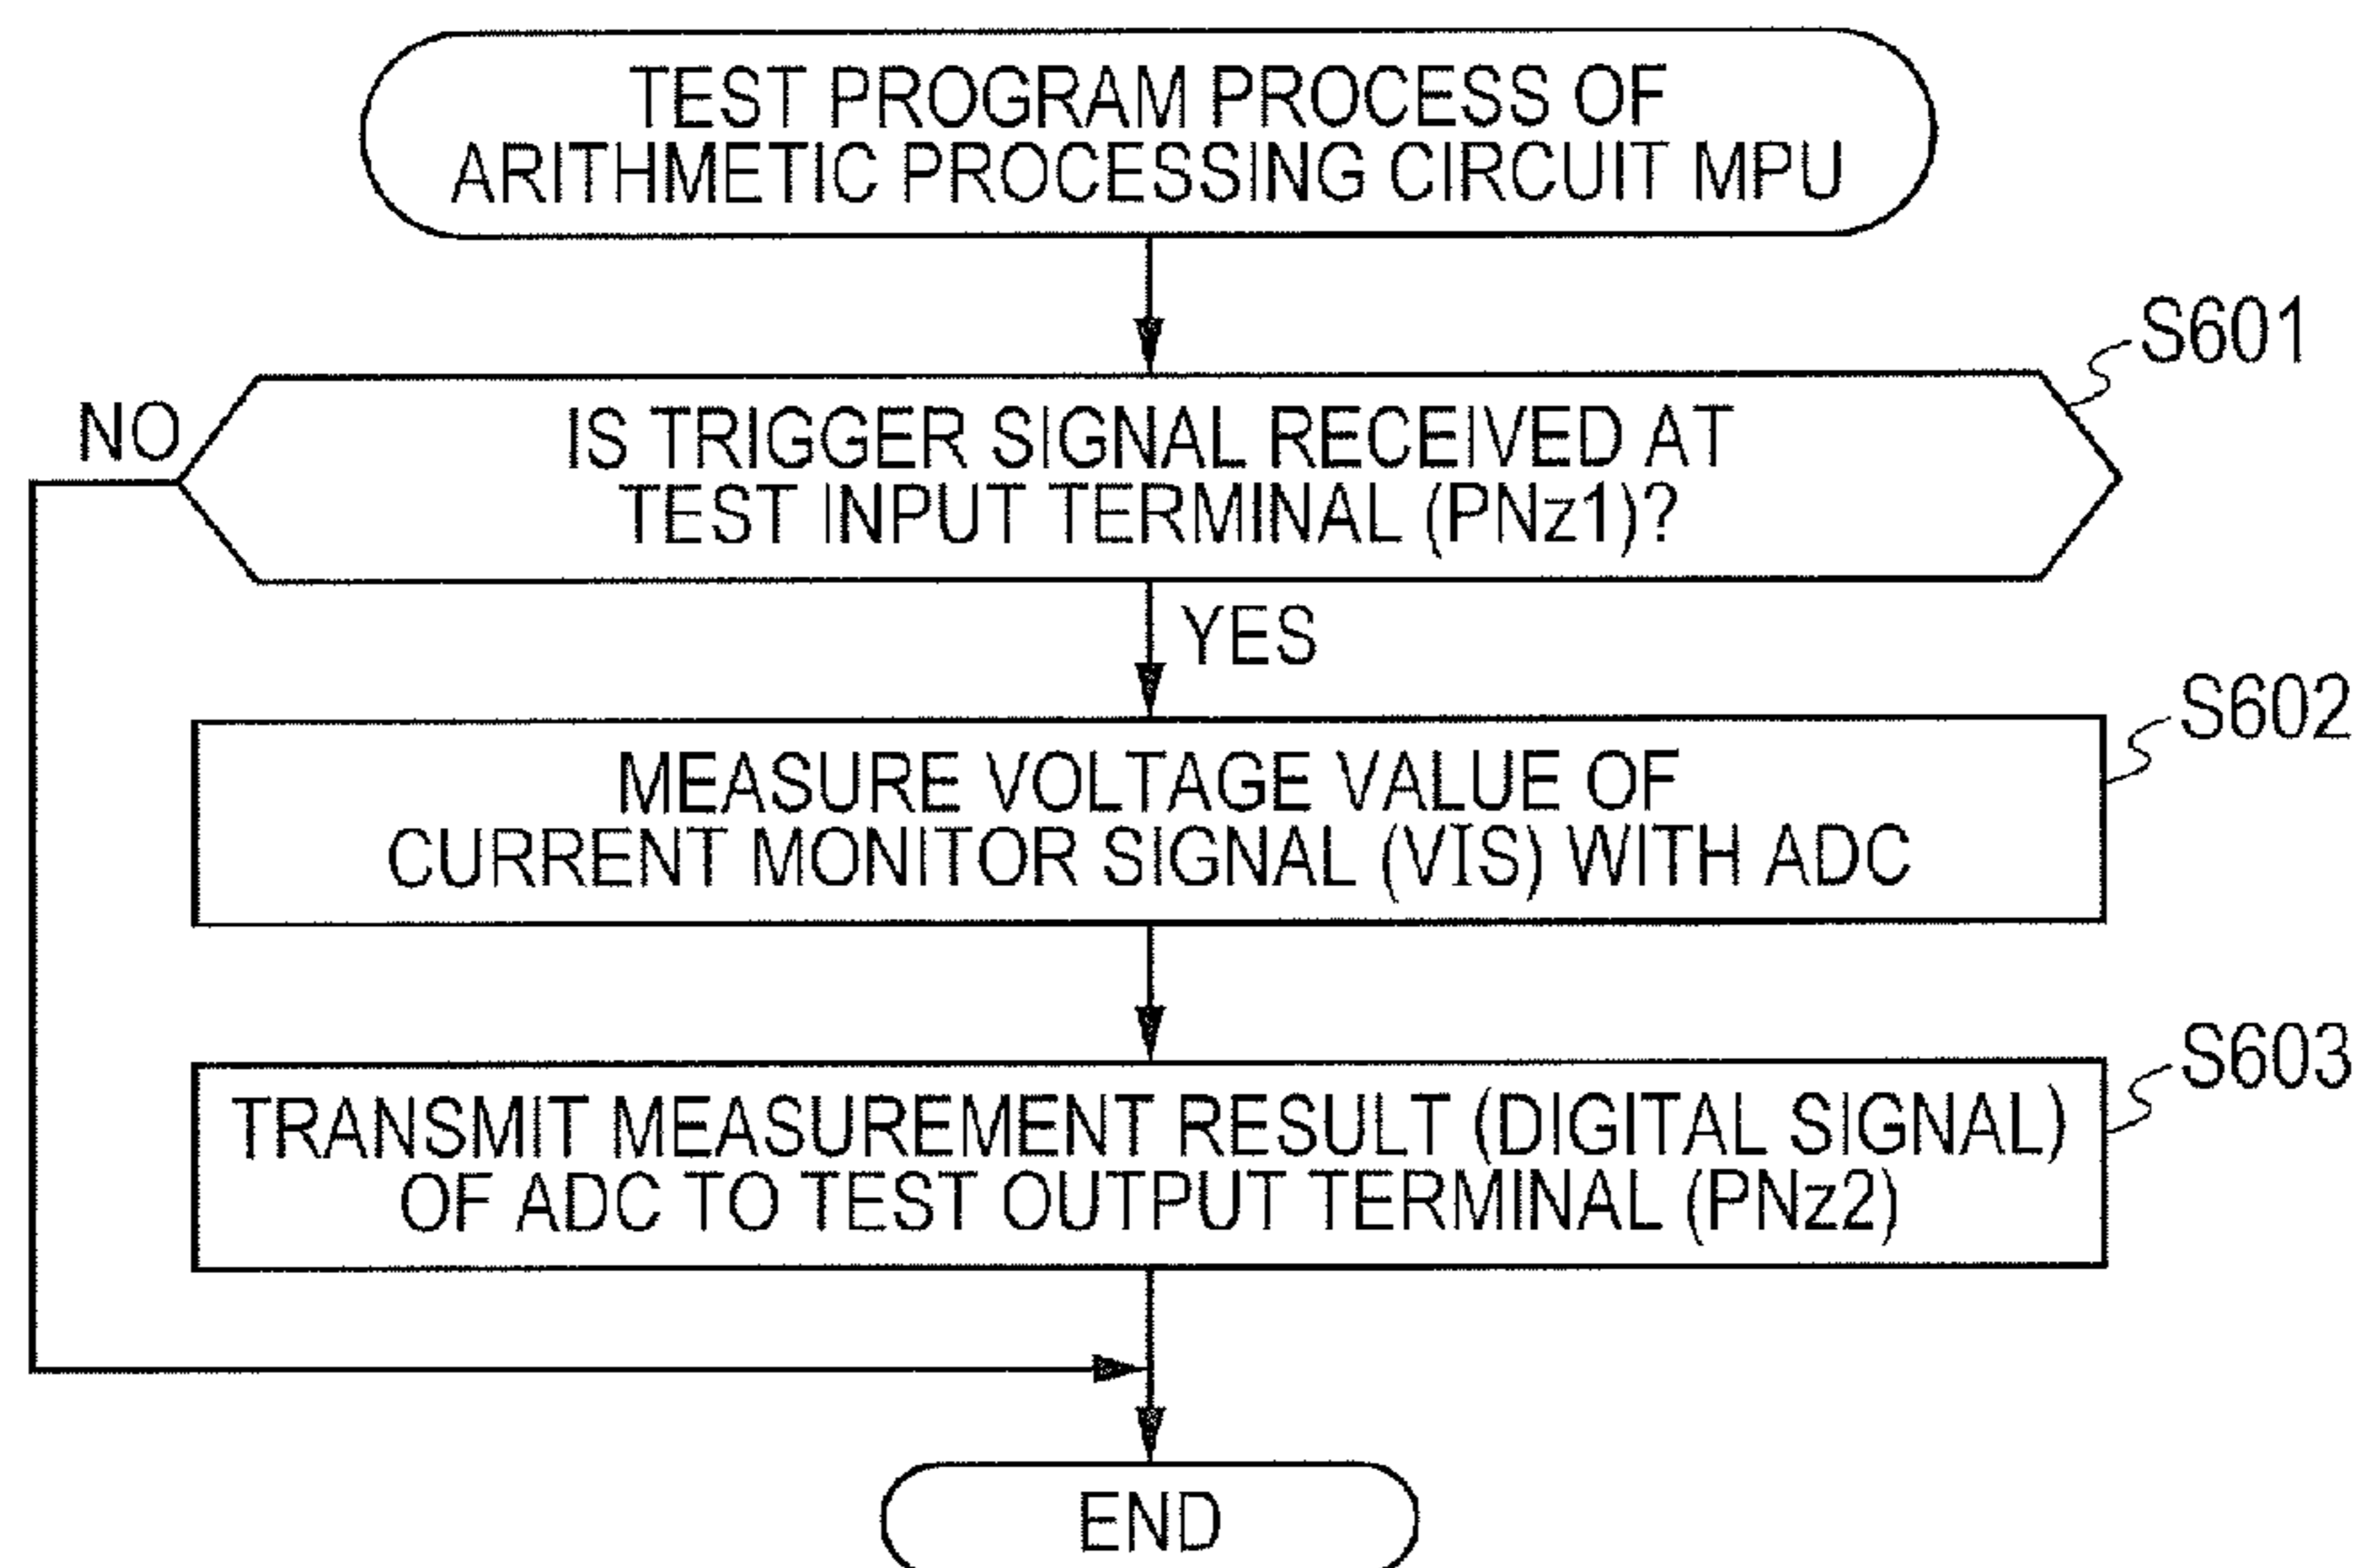 TEST PROGRAM PROCESS OF
ARITHMETIC PROCESSING CIRCUIT MPU
S601
NO
IS TRIGGER SIGNAL RECEIVED AT
TEST INPUT TERMINAL (PNz1)?
YES
S602
MEASURE VOLTAGE VALUE OF
CURRENT MONITOR SIGNAL (VIS) WITH ADC
S603
TRANSMIT MEASUREMENT RESULT (DIGITAL SIGNAL)
OF ADC TO TEST OUTPUT TERMINAL (PNz2)
END